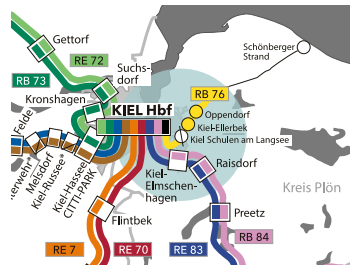 Gettorf
RE 72
Suchs-
dorf
RB 73
Kronshagen
KIEL Hbf
RB 76
Schönberger
Strand
Oppendorf
Kiel-Ellerbek
Kiel Schulen am Langsee
Felde
Melsdorf
Kiel-Russee*
Kiel-Hassee
CITTI-PARK
Kiel-
Elmschen-
hagen
Raisdorf
Kreis Plön
Preetz
Flintbek
RE 7
RE 70
RE 83
RB 84